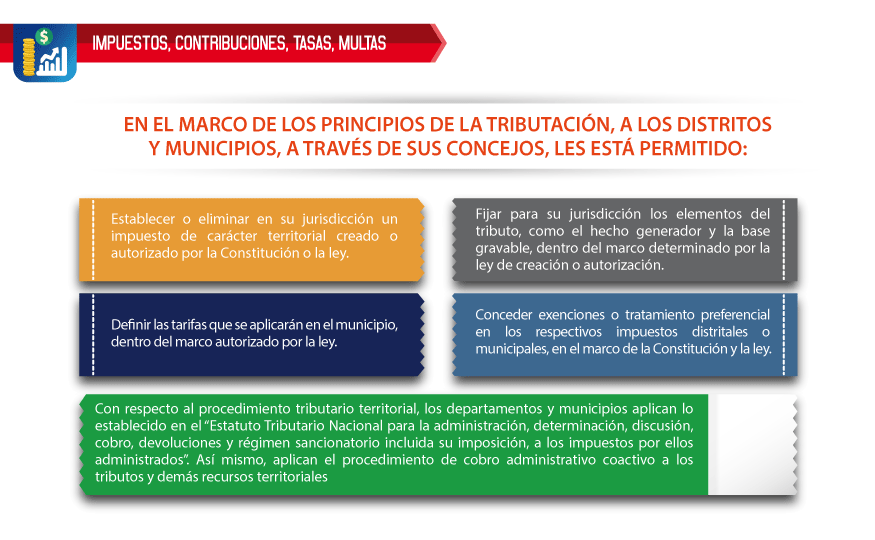 $
IMPUESTOS, CONTRIBUCIONES, TASAS, MULTAS
EN EL MARCO DE LOS PRINCIPIOS DE LA TRIBUTACIÓN, A LOS DISTRITOS
Y MUNICIPIOS, A TRAVÉS DE SUS CONCEJOS, LES ESTÁ PERMITIDO:
Establecer o eliminar en su jurisdicción un
impuesto de carácter territorial creado o
autorizado por la Constitución o la ley.
Fijar para su jurisdicción los elementos del
tributo, como el hecho generador y la base
gravable, dentro del marco determinado por la
ley de creación o autorización.
Definir las tarifas que se aplicarán en el municipio,
dentro del marco autorizado por la ley.
Conceder exenciones o tratamiento preferencial
en los respectivos impuestos distritales o
municipales, en el marco de la Constitución y la ley.
Con respecto al procedimiento tributario territorial, los departamentos y municipios aplican lo
establecido en el “Estatuto Tributario Nacional para la administración, determinación, discusión,
cobro, devoluciones y régimen sancionatorio incluida su imposición, a los impuestos por ellos
administrados”. Así mismo, aplican el procedimiento de cobro administrativo coactivo a los
tributos y demás recursos territoriales